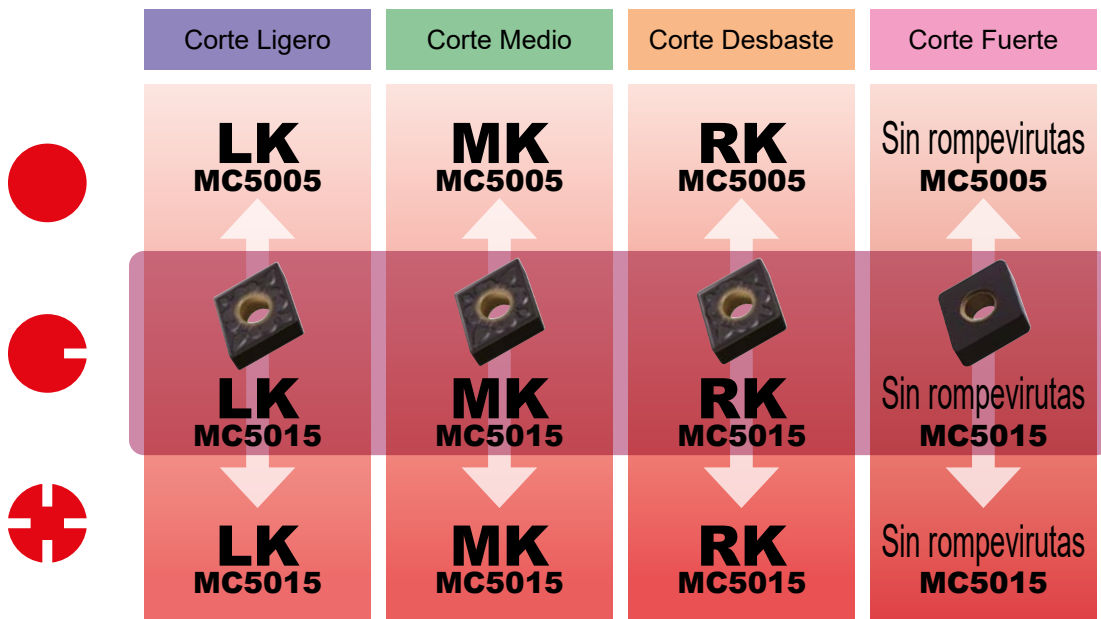 Corte Ligero
Corte Medio
Corte Desbaste
Corte Fuerte
LK
MC5005
MK
MC5005
RK
MC5005
Sin rompevirutas
MC5005
LK
MC5015
MK
MC5015
RK
MC5015
Sin rompevirutas
MC5015
LK
MC5015
MK
MC5015
RK
MC5015
Sin rompevirutas
MC5015